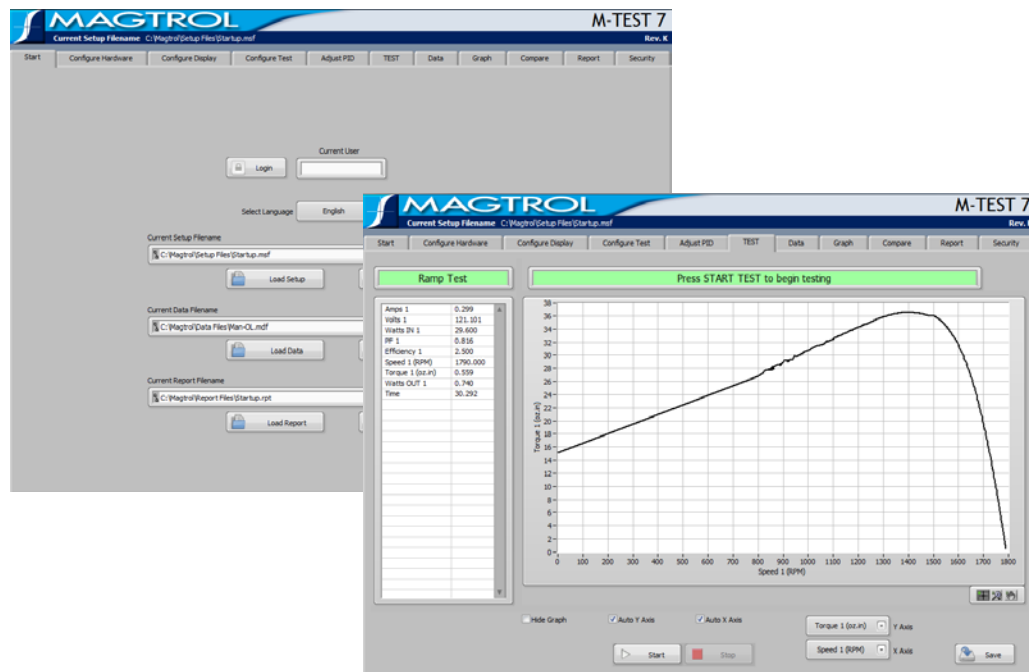 MAGTROL
M-TEST 7
Current Setup Filename C:\Magtrol\Setup Files\Startup.msf
Rev. K
Start Configure Hardware Configure Display Configure Test Adjust PID TEST Data Graph Compare Report Security
Current User
Login
Select Language English
Current Setup Filename
C:\Magtrol\Setup Files\Startup.msf
Load Setup
Current Data Filename
C:\Magtrol\Data Files\Man-OL.mdf
Load Data
Current Report Filename
C:\Magtrol\Report Files\Startup.rpt
Load Report
MAGTROL
M-TEST 7
Current Setup Filename C:\Magtrol\Setup Files\Startup.msf
Rev.
Start Configure Hardware Configure Display Configure Test Adjust PID TEST Data Graph Compare Report Security
Ramp Test
Press START TEST to begin testing
Amps 1 0.299
Volts 1 121.101
Watts IN 1 29.600
PF 1 0.816
Efficiency 1 2.500
Speed 1 (RPM) 1790.000
Torque 1 (oz.in) 0.559
Watts OUT 1 0.740
Time 30.292
Torque 1 (oz.in)
38
36
34
32
30
28
26
24
22
20
18
16
14
12
10
8
6
4
2
0
0 100 200 300 400 500 600 700 800 900 1000 1100 1200 1300 1400 1500 1600 1700 1800
Speed 1 (RPM)
Hide Graph Auto Y Axis Auto X Axis
Torque 1 (oz.in) Y Axis
Speed 1 (RPM) X Axis
Start Stop Save